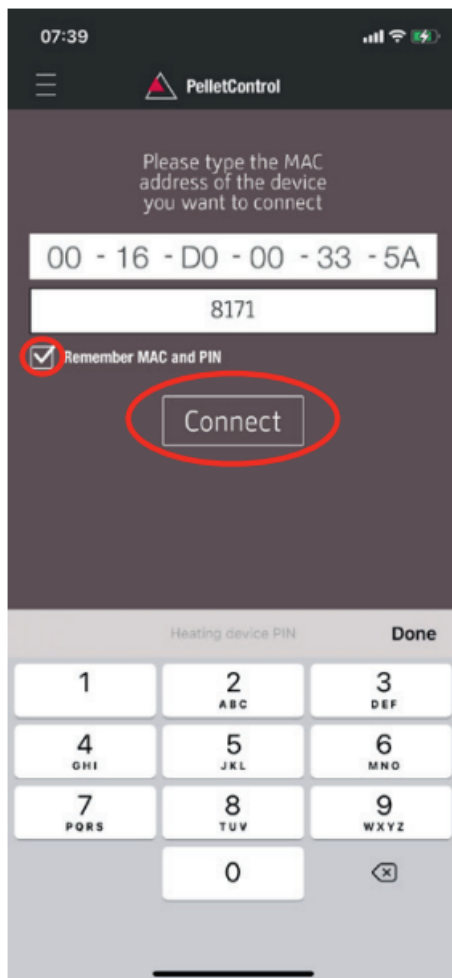 07:39
PelletControl
Please type the MAC
address of the device
you want to connect
00 - 16 - D0 - 00 - 33 - 5A
8171
Remember MAC and PIN
Connect
Heating device PIN Done
1 2 3
ABC DEF
4 5 6
GHI JKL MNO
7 8 9
PQRS TUV WXYZ
0